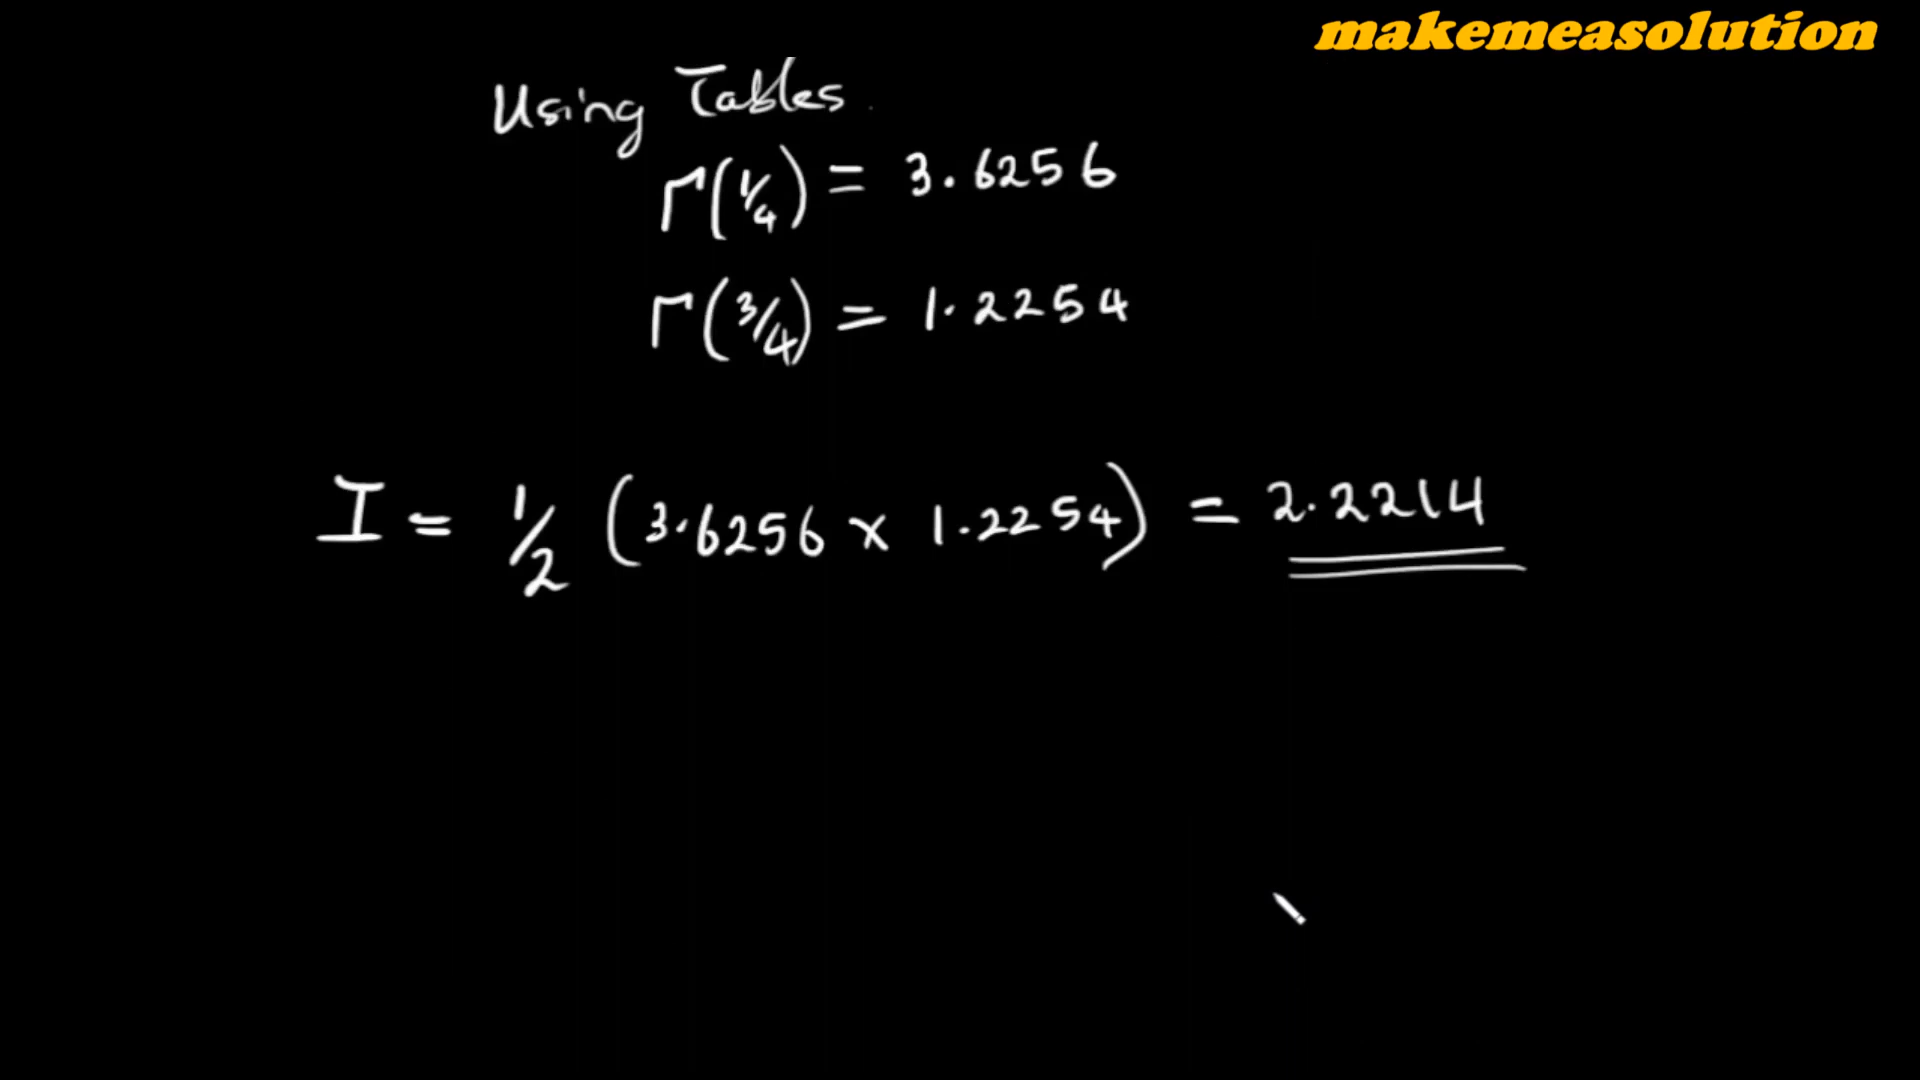 makemeasolution
Using Tables
Γ(1/4) = 3.6256
Γ(3/4) = 1.2254
I = 1/2 (3.6256 x 1.2254) = 2.2214